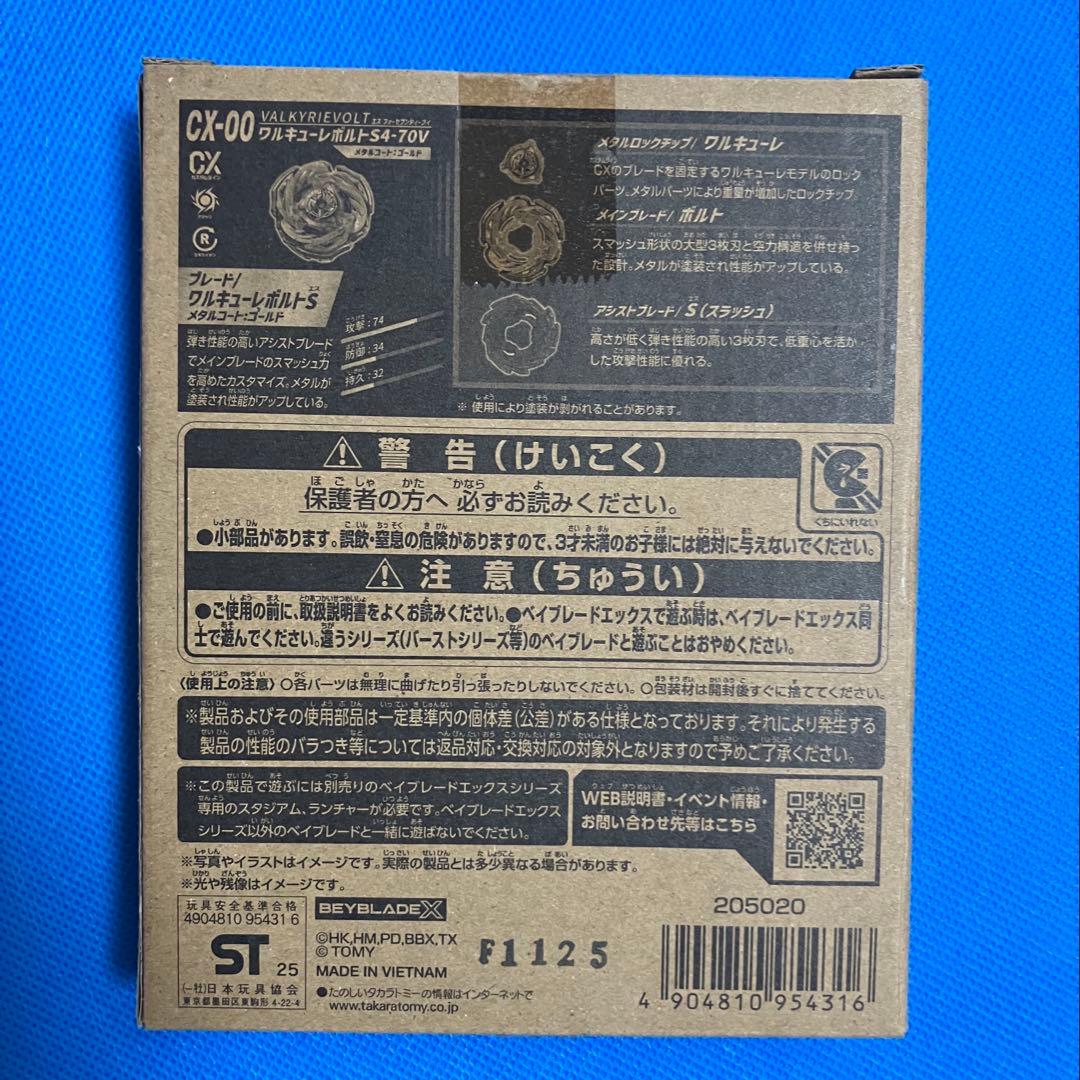 CX-00 VALKYRIEVOLT エス フォーセブンティーブイ
ワルキューレボルトS4-70V
メタルコート:ゴールド
CX
ブレード/
ワルキューレボルトS
メタルコート:ゴールド
弾き性能の高いアシストブレード
でメインブレードのスマッシュ力
を高めたカスタマイズ。メタルが
塗装され性能がアップしている。
攻撃:74
防御:34
持久:32
メタルロックチップ/ ワルキューレ
CXのブレードを固定するワルキューレモデルのロック
パーツ。メタルパーツにより重量が増加したロックチップ。
メインブレード/ ボルト
スマッシュ形状の大型3枚刃と空力構造を併せ持っ
た設計。メタルが塗装され性能がアップしている。
アシストブレード/ S(スラッシュ)
高さが低く弾き性能の高い3枚刃で、低重心を活か
した攻撃性能に優れる。
※ 使用により塗装が剥がれることがあります。
警 告(けいこく)
保護者の方へ 必ずお読みください。
くちにいれない
●小部品があります。誤飲・窒息の危険がありますので、3才未満のお子様には絶対に与えないでください。
注 意(ちゅうい)
●ご使用の前に、取扱説明書をよくお読みください。●ベイブレードエックスで遊ぶ時は、ベイブレードエックス同
士で遊んでください。違うシリーズ(バーストシリーズ等)のベイブレードと遊ぶことはおやめください。
〈使用上の注意〉 ○各パーツは無理に曲げたり引っ張ったりしないでください。○包装材は開封後すぐに捨ててください。
※製品およびその使用部品は一定基準内の個体差(公差)がある仕様となっております。それにより発生する
製品の性能のバラつき等については返品対応・交換対応の対象外となりますので予めご了承ください。
※この製品で遊ぶには別売りのベイブレードエックスシリーズ
専用のスタジアム、ランチャーが必要です。ベイブレードエックス
シリーズ以外のベイブレードと一緒に遊ばないでください。
WEB説明書・イベント情報・
お問い合わせ先等はこちら
※写真やイラストはイメージです。実際の製品とは多少異なる場合があります。
※光や残像はイメージです。
玩具安全基準合格
4904810 95431 6
ST 25
(一社)日本玩具協会
東京都墨田区東駒形 4-22-4
BEYBLADE X
©HK,HM,PD,BBX,TX
© TOMY
MADE IN VIETNAM
●たのしいタカラトミーの情報はインターネットで
www.takaratomy.co.jp
F1125
205020
4 904810 954316